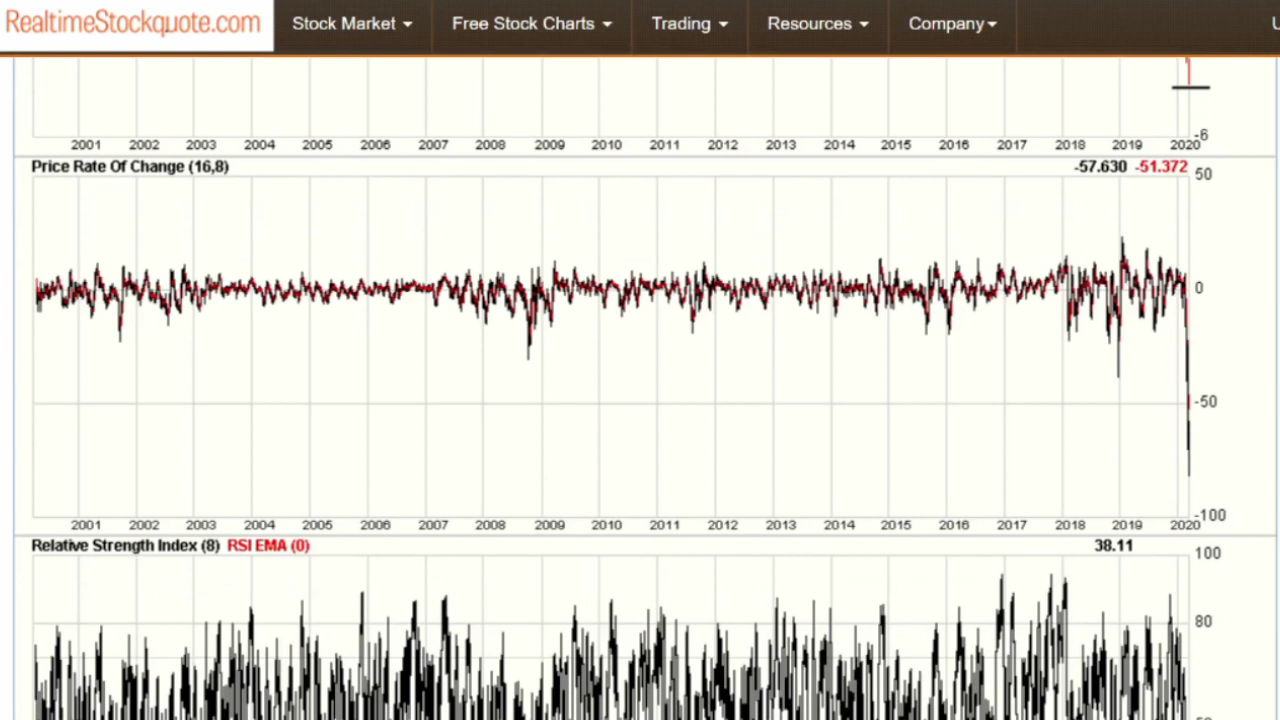 RealtimeStockquote.com Stock Market Free Stock Charts Trading Resources Company
-6
2001 2002 2003 2004 2005 2006 2007 2008 2009 2010 2011 2012 2013 2014 2015 2016 2017 2018 2019 2020
Price Rate Of Change (16,8) -57.630 -51.372
50
0
-50
-100
2001 2002 2003 2004 2005 2006 2007 2008 2009 2010 2011 2012 2013 2014 2015 2016 2017 2018 2019 2020
Relative Strength Index (8) RSI EMA (0) 38.11
100
80